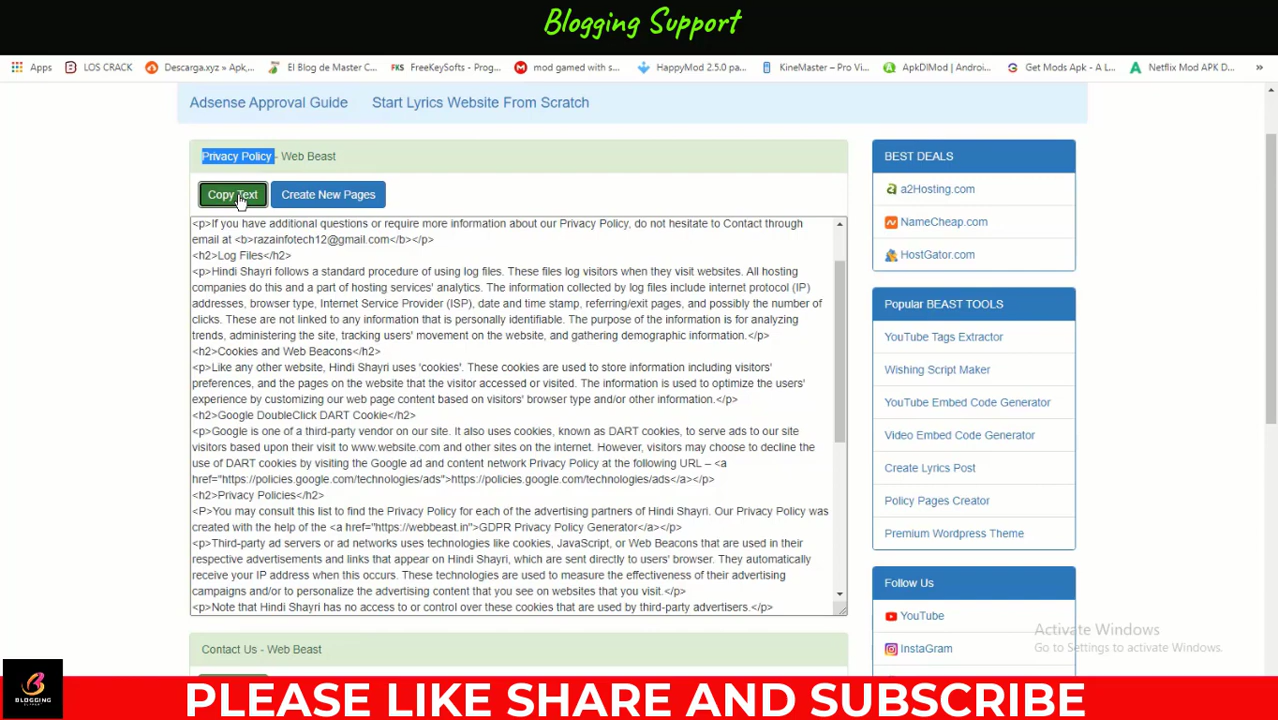 Blogging Support
Apps LOS CRACK Descarga.xyz » Apk,... El Blog de Master C... FreeKeySofts - Prog... mod gamed with s... HappyMod 2.5.0 pa... KineMaster – Pro Vi... ApkDlMod | Androi... Get Mods Apk - A L... Netflix Mod APK D... »
Adsense Approval Guide Start Lyrics Website From Scratch
Privacy Policy - Web Beast
Copy Text Create New Pages
<p>If you have additional questions or require more information about our Privacy Policy, do not hesitate to Contact through
email at <b>razainfotech12@gmail.com</b></p>
<h2>Log Files</h2>
<p>Hindi Shayri follows a standard procedure of using log files. These files log visitors when they visit websites. All hosting
companies do this and a part of hosting services' analytics. The information collected by log files include internet protocol (IP)
addresses, browser type, Internet Service Provider (ISP), date and time stamp, referring/exit pages, and possibly the number of
clicks. These are not linked to any information that is personally identifiable. The purpose of the information is for analyzing
trends, administering the site, tracking users' movement on the website, and gathering demographic information.</p>
<h2>Cookies and Web Beacons</h2>
<p>Like any other website, Hindi Shayri uses 'cookies'. These cookies are used to store information including visitors'
preferences, and the pages on the website that the visitor accessed or visited. The information is used to optimize the users'
experience by customizing our web page content based on visitors' browser type and/or other information.</p>
<h2>Google DoubleClick DART Cookie</h2>
<p>Google is one of a third-party vendor on our site. It also uses cookies, known as DART cookies, to serve ads to our site
visitors based upon their visit to www.website.com and other sites on the internet. However, visitors may choose to decline the
use of DART cookies by visiting the Google ad and content network Privacy Policy at the following URL – <a
href="https://policies.google.com/technologies/ads">https://policies.google.com/technologies/ads</a></p>
<h2>Privacy Policies</h2>
<P>You may consult this list to find the Privacy Policy for each of the advertising partners of Hindi Shayri. Our Privacy Policy was
created with the help of the <a href="https://webbeast.in">GDPR Privacy Policy Generator</a></p>
<p>Third-party ad servers or ad networks uses technologies like cookies, JavaScript, or Web Beacons that are used in their
respective advertisements and links that appear on Hindi Shayri, which are sent directly to users' browser. They automatically
receive your IP address when this occurs. These technologies are used to measure the effectiveness of their advertising
campaigns and/or to personalize the advertising content that you see on websites that you visit.</p>
<p>Note that Hindi Shayri has no access to or control over these cookies that are used by third-party advertisers.</p>
Contact Us - Web Beast
BEST DEALS
a2Hosting.com
NameCheap.com
HostGator.com
Popular BEAST TOOLS
YouTube Tags Extractor
Wishing Script Maker
YouTube Embed Code Generator
Video Embed Code Generator
Create Lyrics Post
Policy Pages Creator
Premium Wordpress Theme
Follow Us
YouTube
InstaGram
Activate Windows
Go to Settings to activate Windows.
BLOGGING
PLEASE LIKE SHARE AND SUBSCRIBE